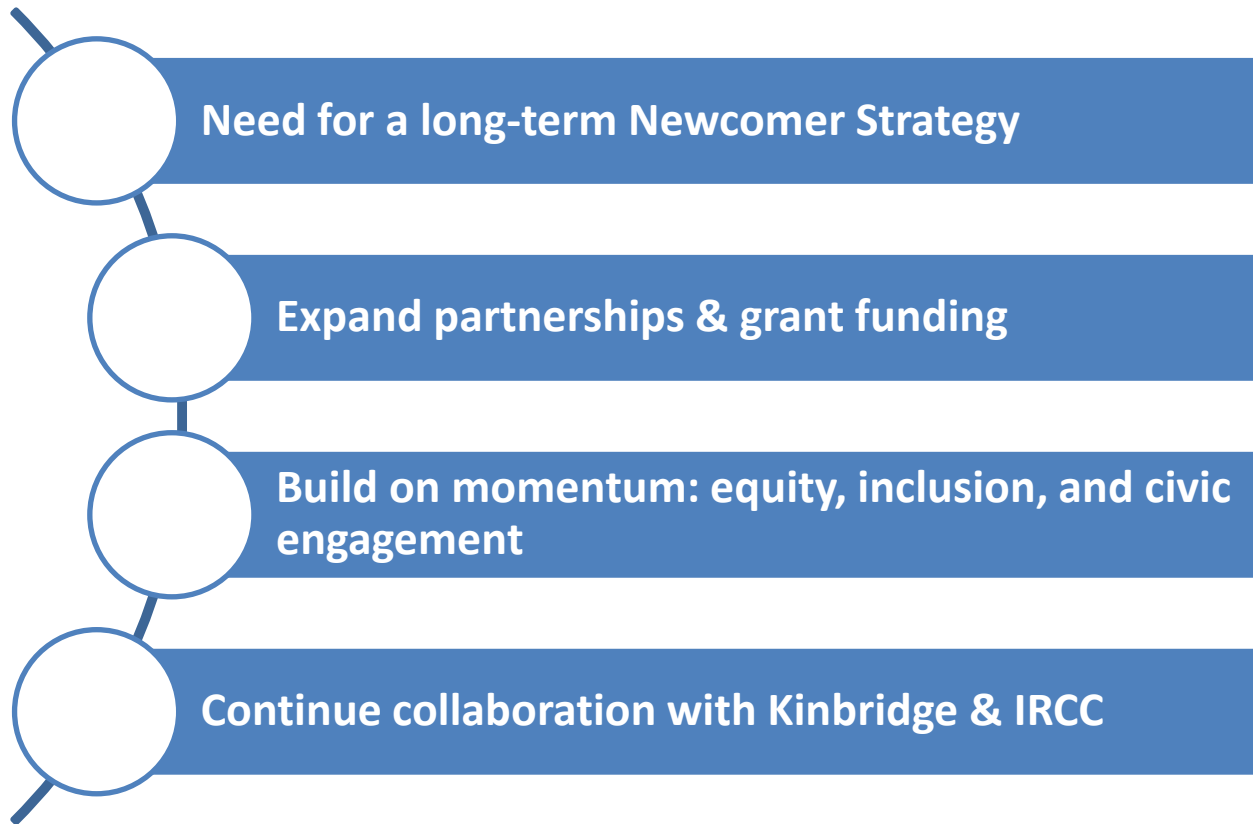 Need for a long-term Newcomer Strategy
Expand partnerships & grant funding
Build on momentum: equity, inclusion, and civic
engagement
Continue collaboration with Kinbridge & IRCC